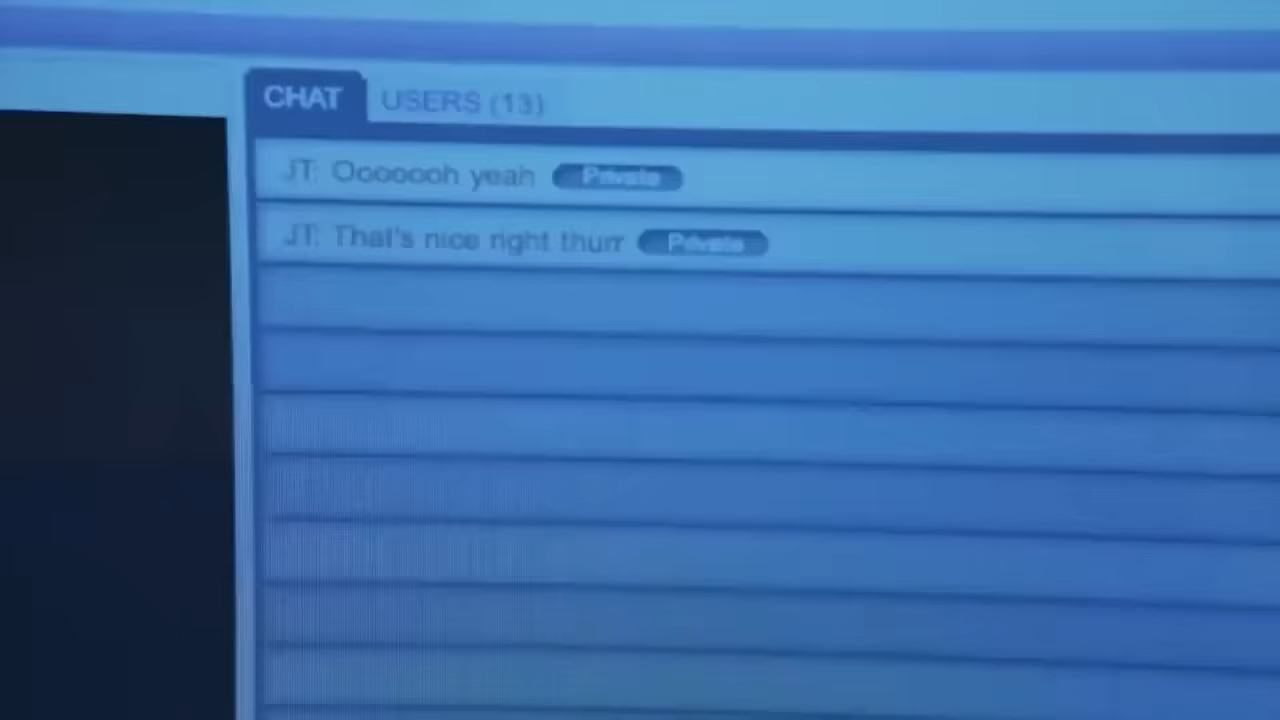 CHAT USERS (13)
JT: Ooooooh yeah Private
JT: That's nice right thurr Private